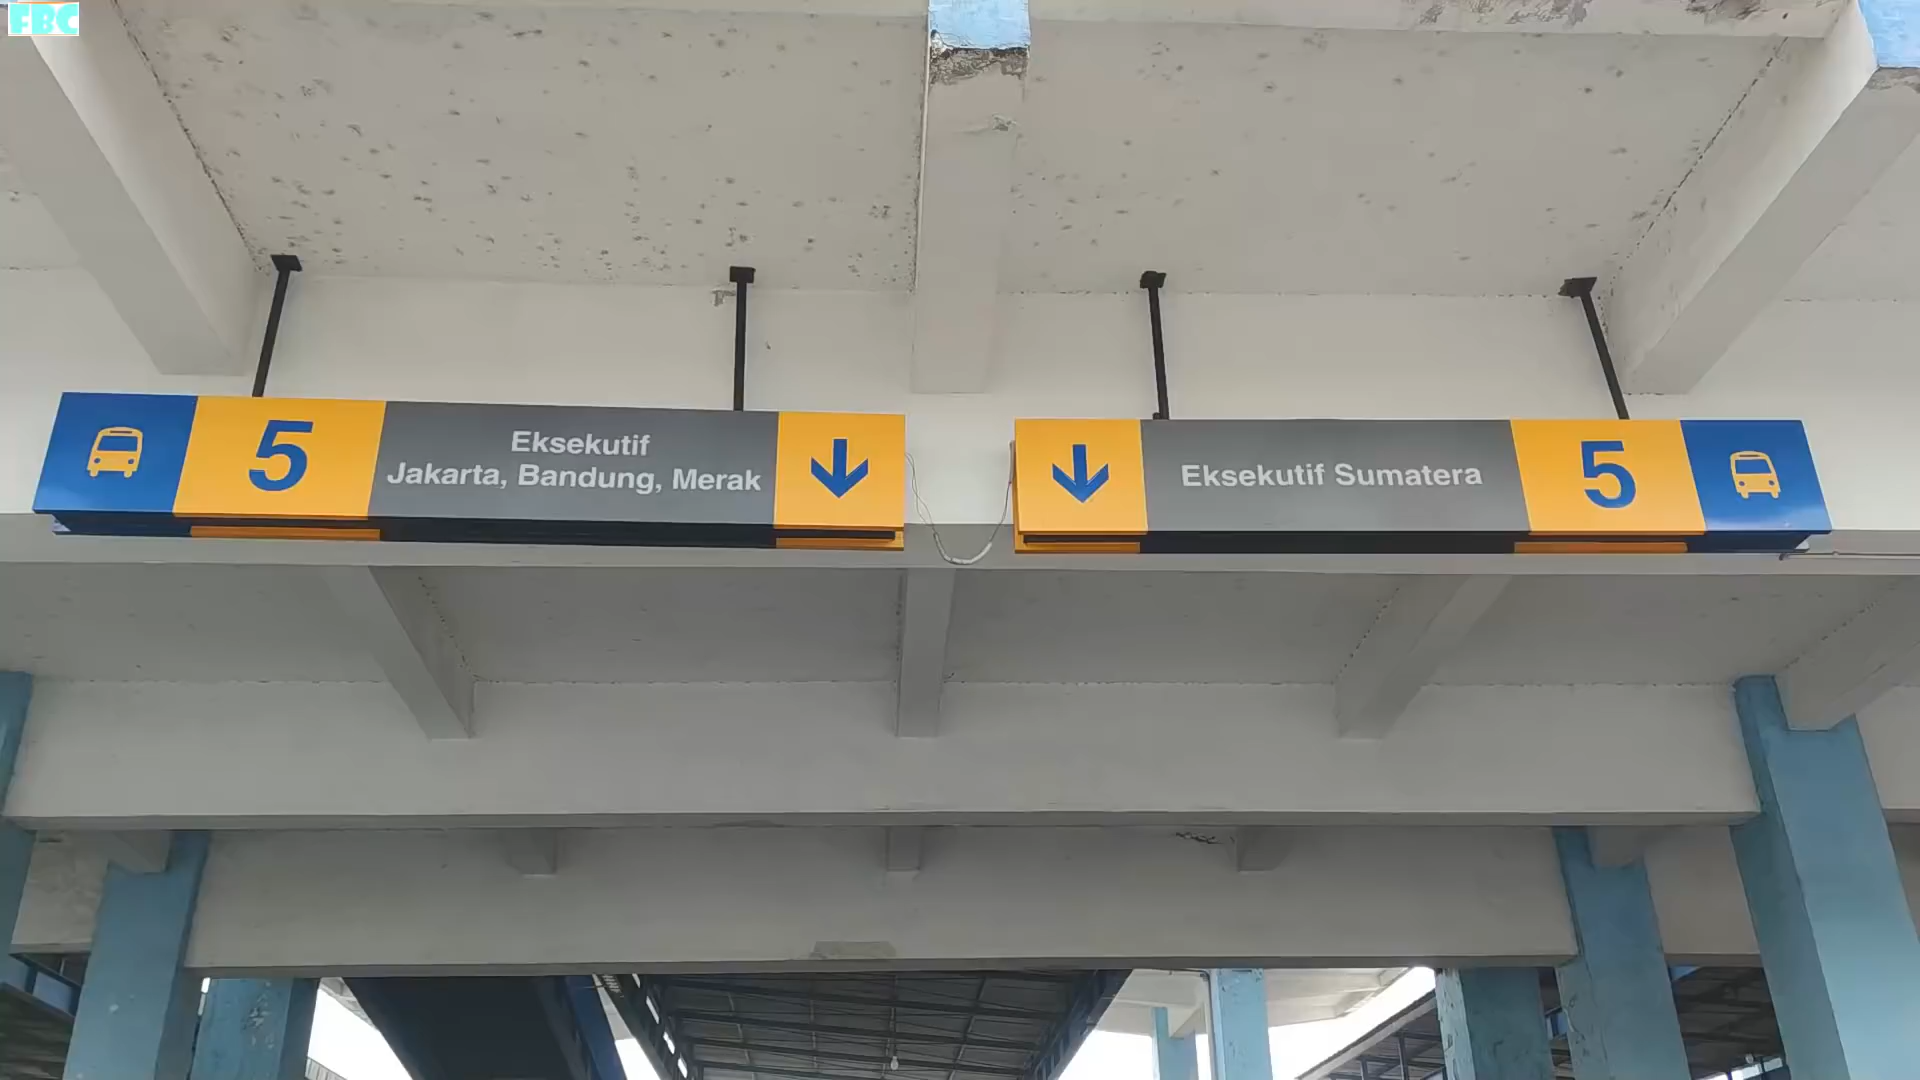 FBC
5
Eksekutif
Jakarta, Bandung, Merak
Eksekutif Sumatera
5